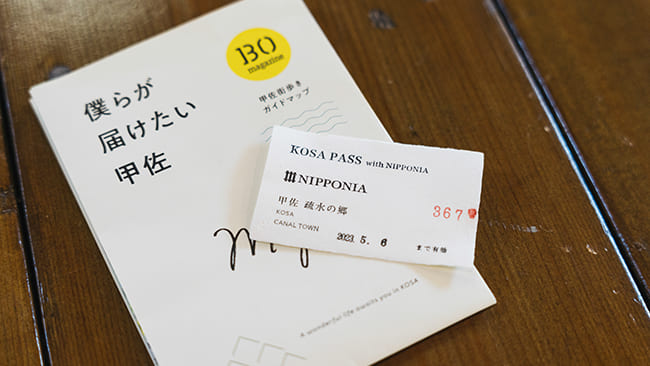 130
magazine
僕らが
届けたい
甲佐
甲佐街歩き
ガイドマップ
KOSA PASS with NIPPONIA
NIPPONIA
甲佐 疏水の郷
KOSA
CANAL TOWN
367
2023.5.6
まで有効
A wonderful life awaits you in KOSA